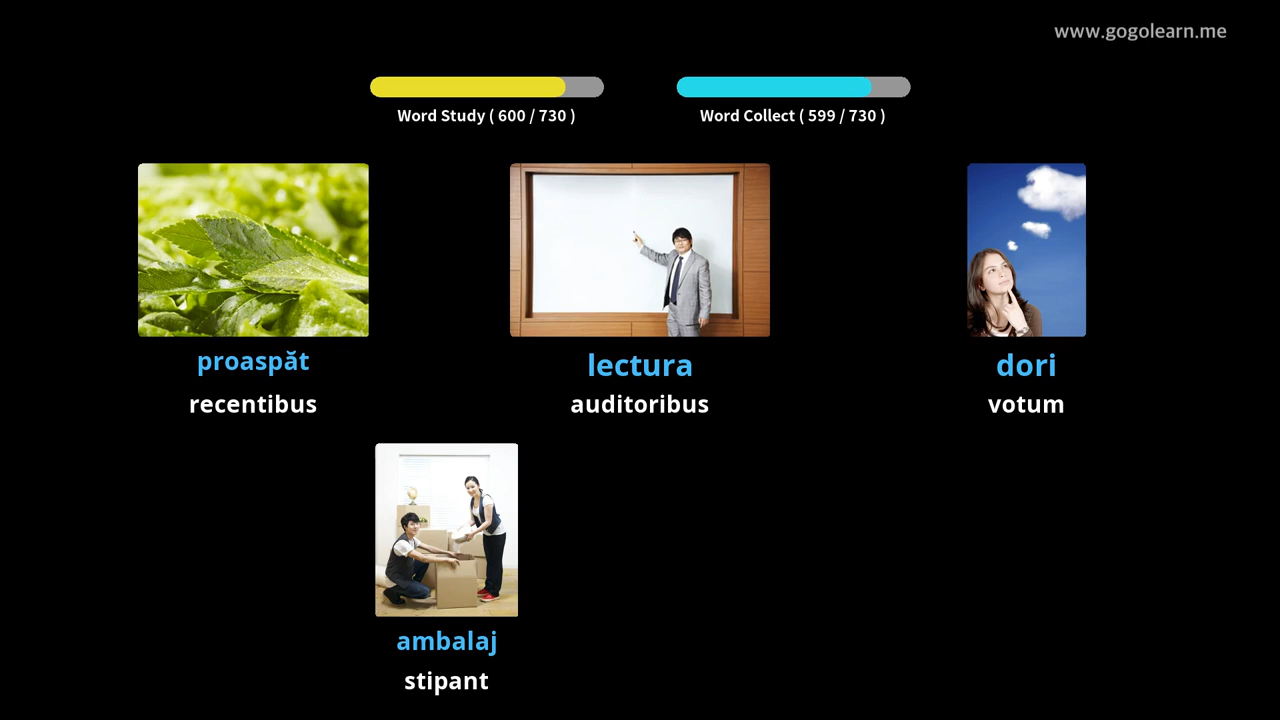 www.gogolearn.me
Word Study ( 600 / 730 )
Word Collect ( 599 / 730 )
proaspăt
recentibus
lectura
auditoribus
dori
votum
ambalaj
stipant